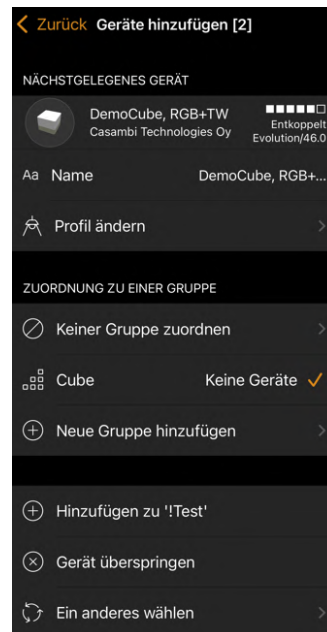 Zurück Geräte hinzufügen [2]
NÄCHSTGELEGENES GERÄT
DemoCube, RGB+TW
Casambi Technologies Oy
Entkoppelt
Evolution/46.0
Aa Name DemoCube, RGB+...
Profil ändern
ZUORDNUNG ZU EINER GRUPPE
Keiner Gruppe zuordnen
Cube Keine Geräte
Neue Gruppe hinzufügen
Hinzufügen zu '!Test'
Gerät überspringen
Ein anderes wählen